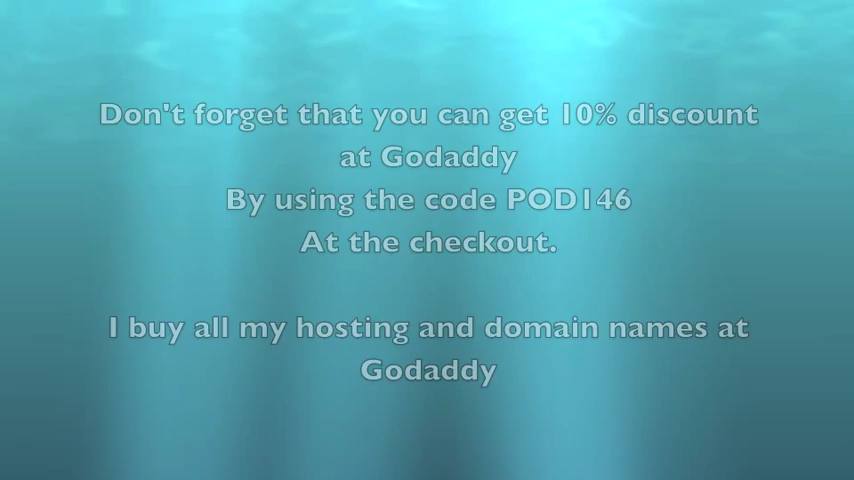 Don't forget that you can get 10% discount
at Godaddy
By using the code POD146
At the checkout.
I buy all my hosting and domain names at
Godaddy